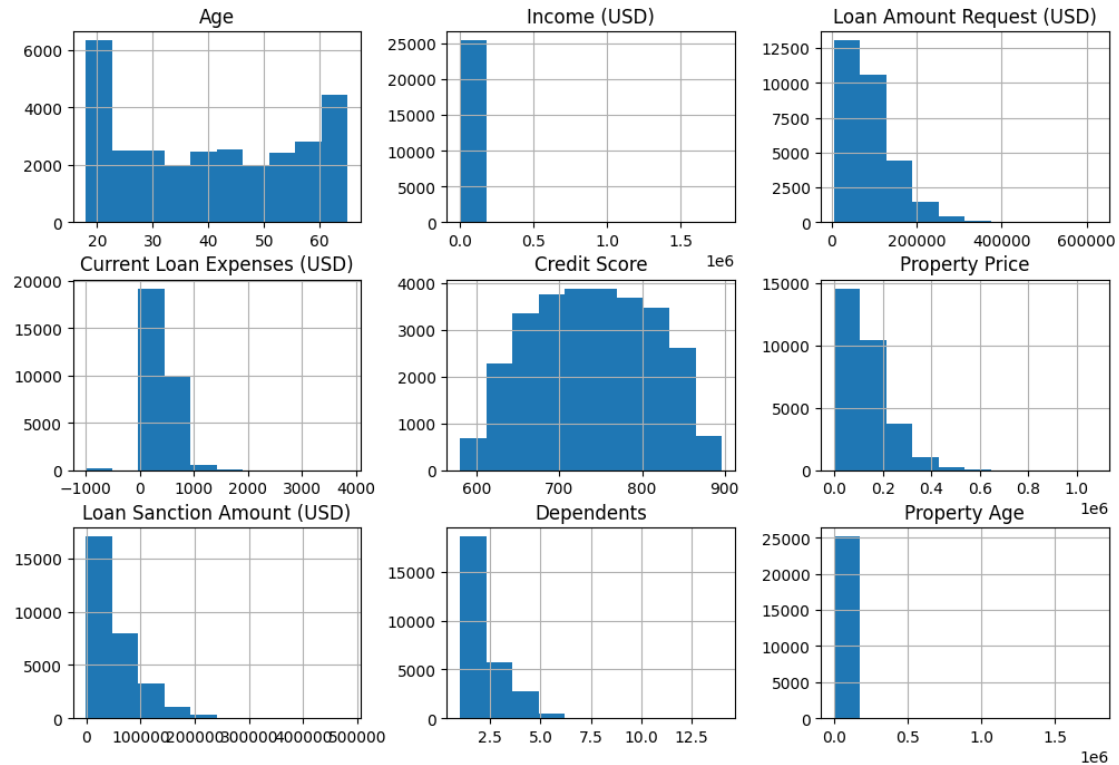 Age
6000
4000
2000
0
20 30 40 50 60
Income (USD)
25000
20000
15000
10000
5000
0
0.0 0.5 1.0 1.5
1e6
Loan Amount Request (USD)
12500
10000
7500
5000
2500
0
0 200000 400000 600000
Current Loan Expenses (USD)
20000
15000
10000
5000
0
−1000 0 1000 2000 3000 4000
Credit Score
4000
3000
2000
1000
0
600 700 800 900
Property Price
15000
10000
5000
0
0.0 0.2 0.4 0.6 0.8 1.0
1e6
Loan Sanction Amount (USD)
15000
10000
5000
0
0 100000 200000 300000 400000 500000
Dependents
15000
10000
5000
0
2.5 5.0 7.5 10.0 12.5
Property Age
25000
20000
15000
10000
5000
0
0.0 0.5 1.0 1.5
1e6